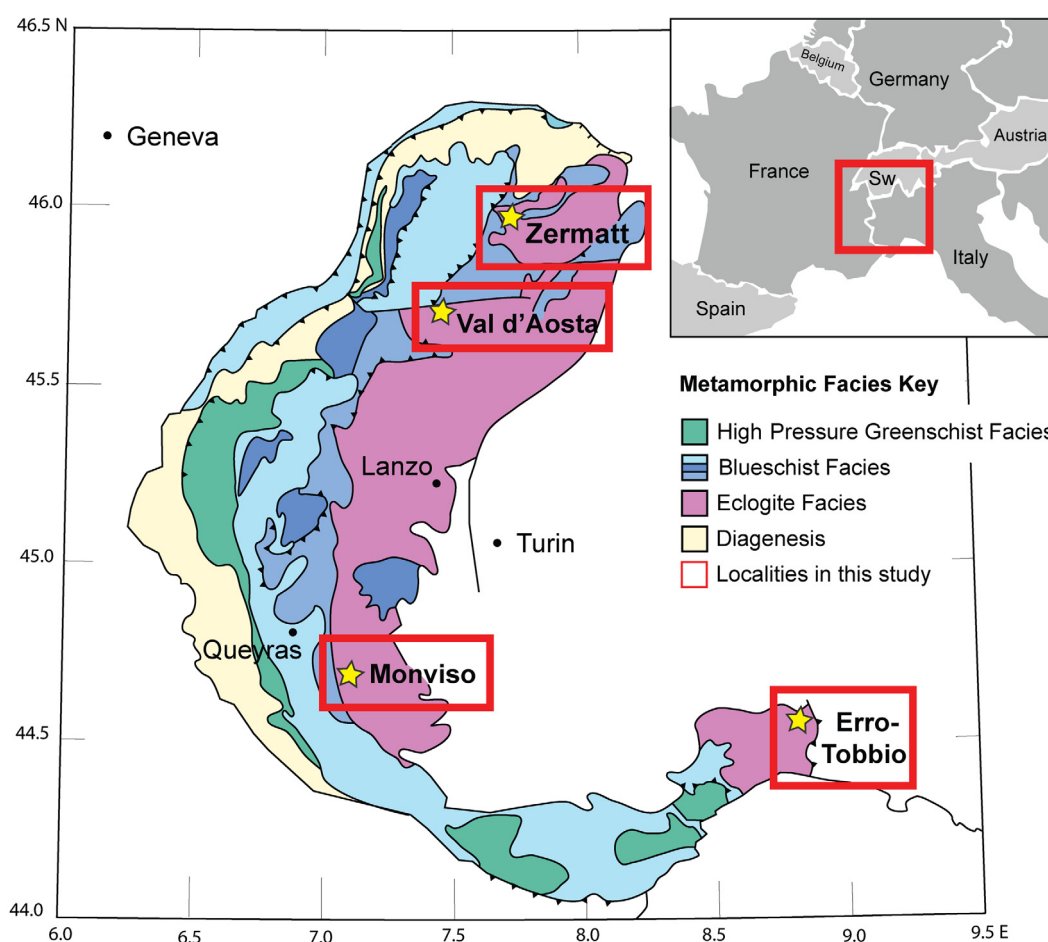 46.5 N
Geneva
46.0
Zermatt
Val d'Aosta
45.5
Lanzo
45.0
Turin
Queyras
Monviso
44.5
Erro-
Tobbio
44.0
6.0
6.5
7.0
7.5
8.0
8.5
9.0
9.5 E
Belgium
Germany
Austria
France
Sw
Italy
Spain
Metamorphic Facies Key
High Pressure Greenschist Facies
Blueschist Facies
Eclogite Facies
Diagenesis
Localities in this study